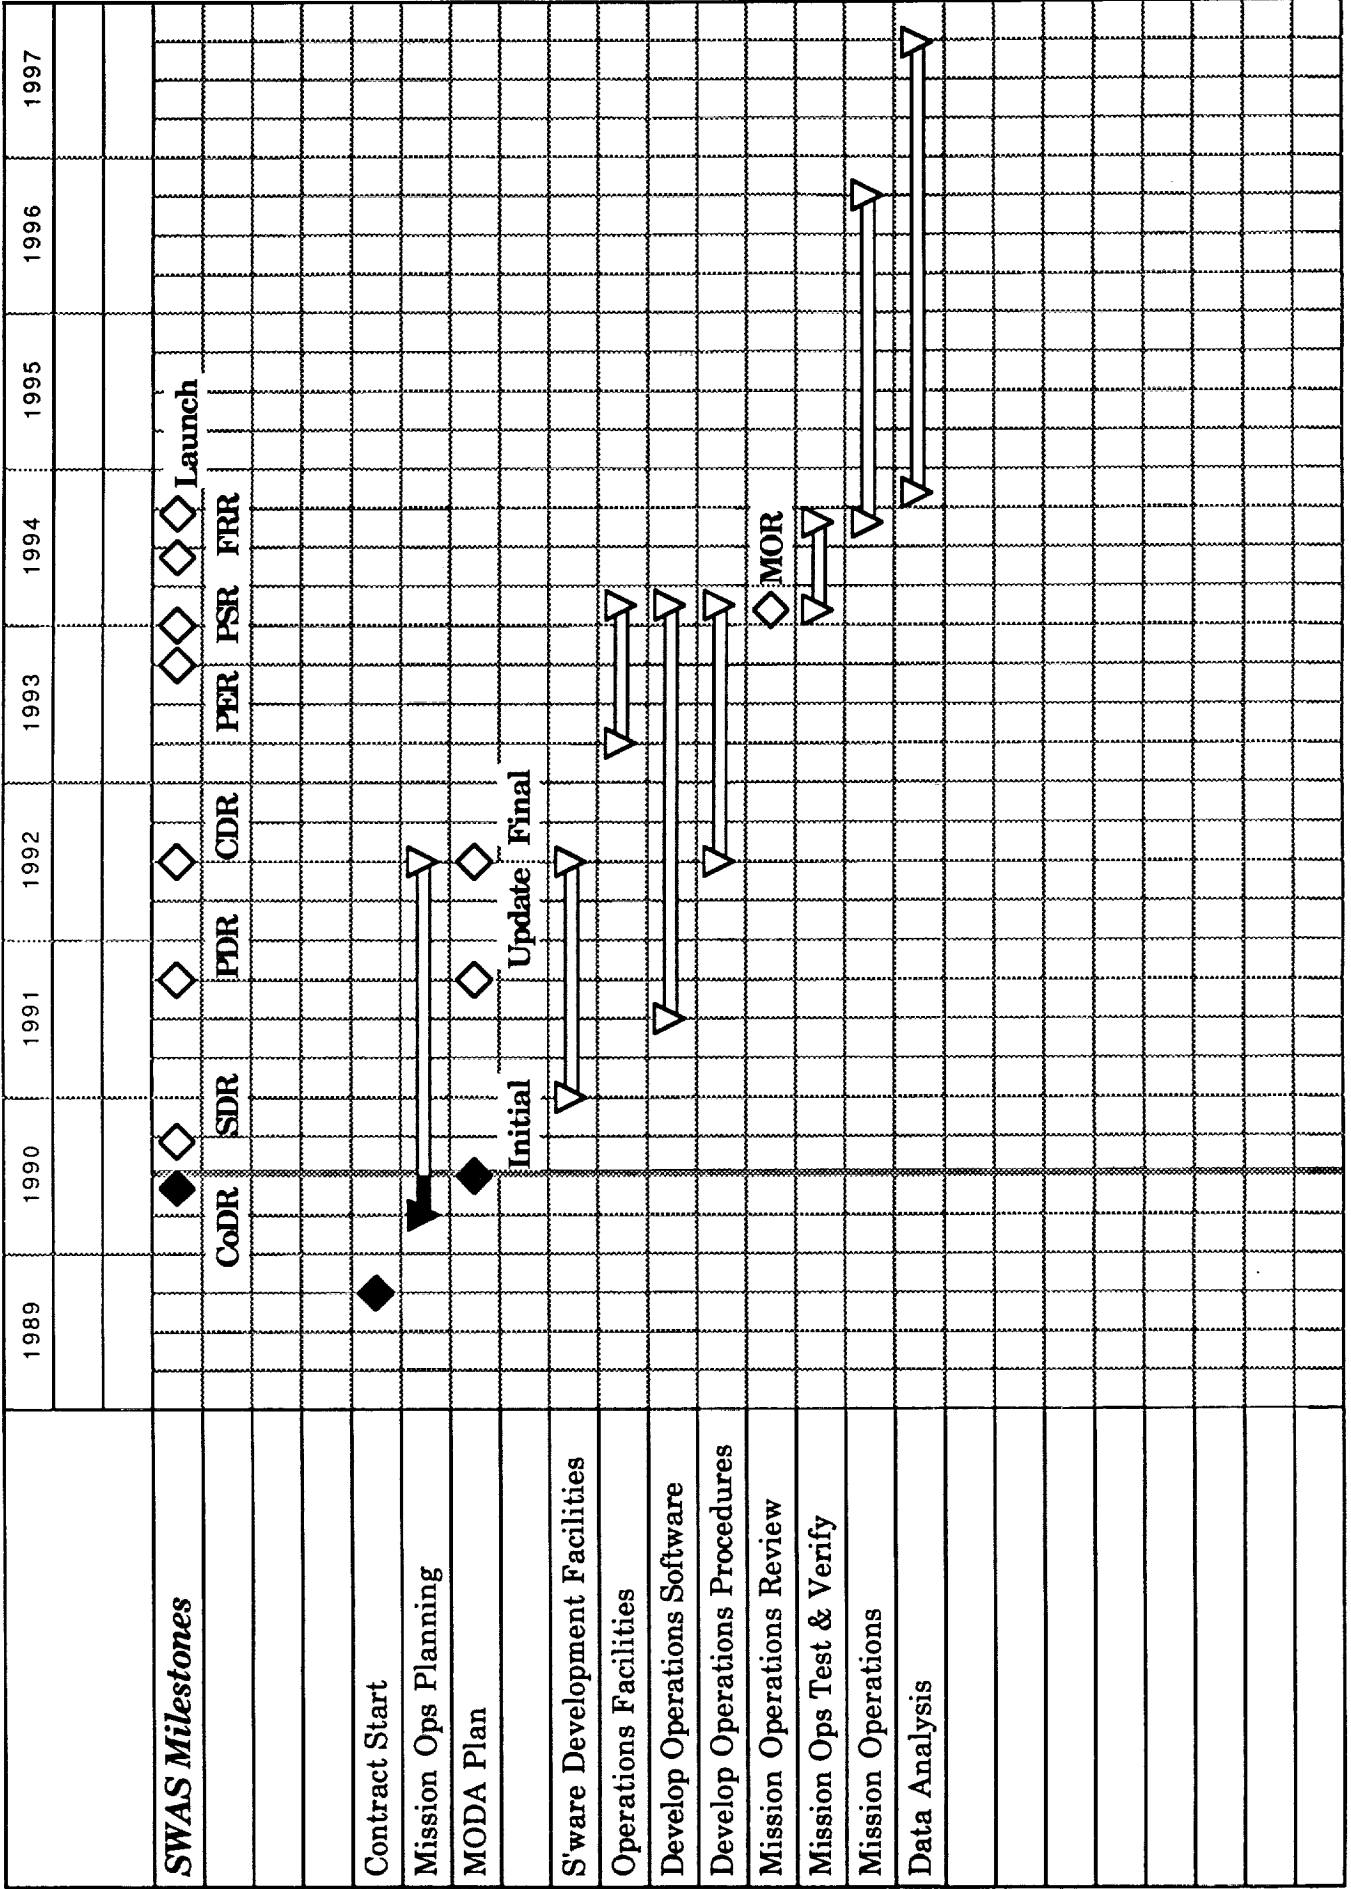 1989 1990 1991 1992 1993 1994 1995 1996 1997
SWAS Milestones Launch
CoDR SDR PDR CDR PER PSR FRR
Contract Start
Mission Ops Planning
MODA Plan
Initial Update Final
S'ware Development Facilities
Operations Facilities
Develop Operations Software
Develop Operations Procedures
Mission Operations Review MOR
Mission Ops Test & Verify
Mission Operations
Data Analysis